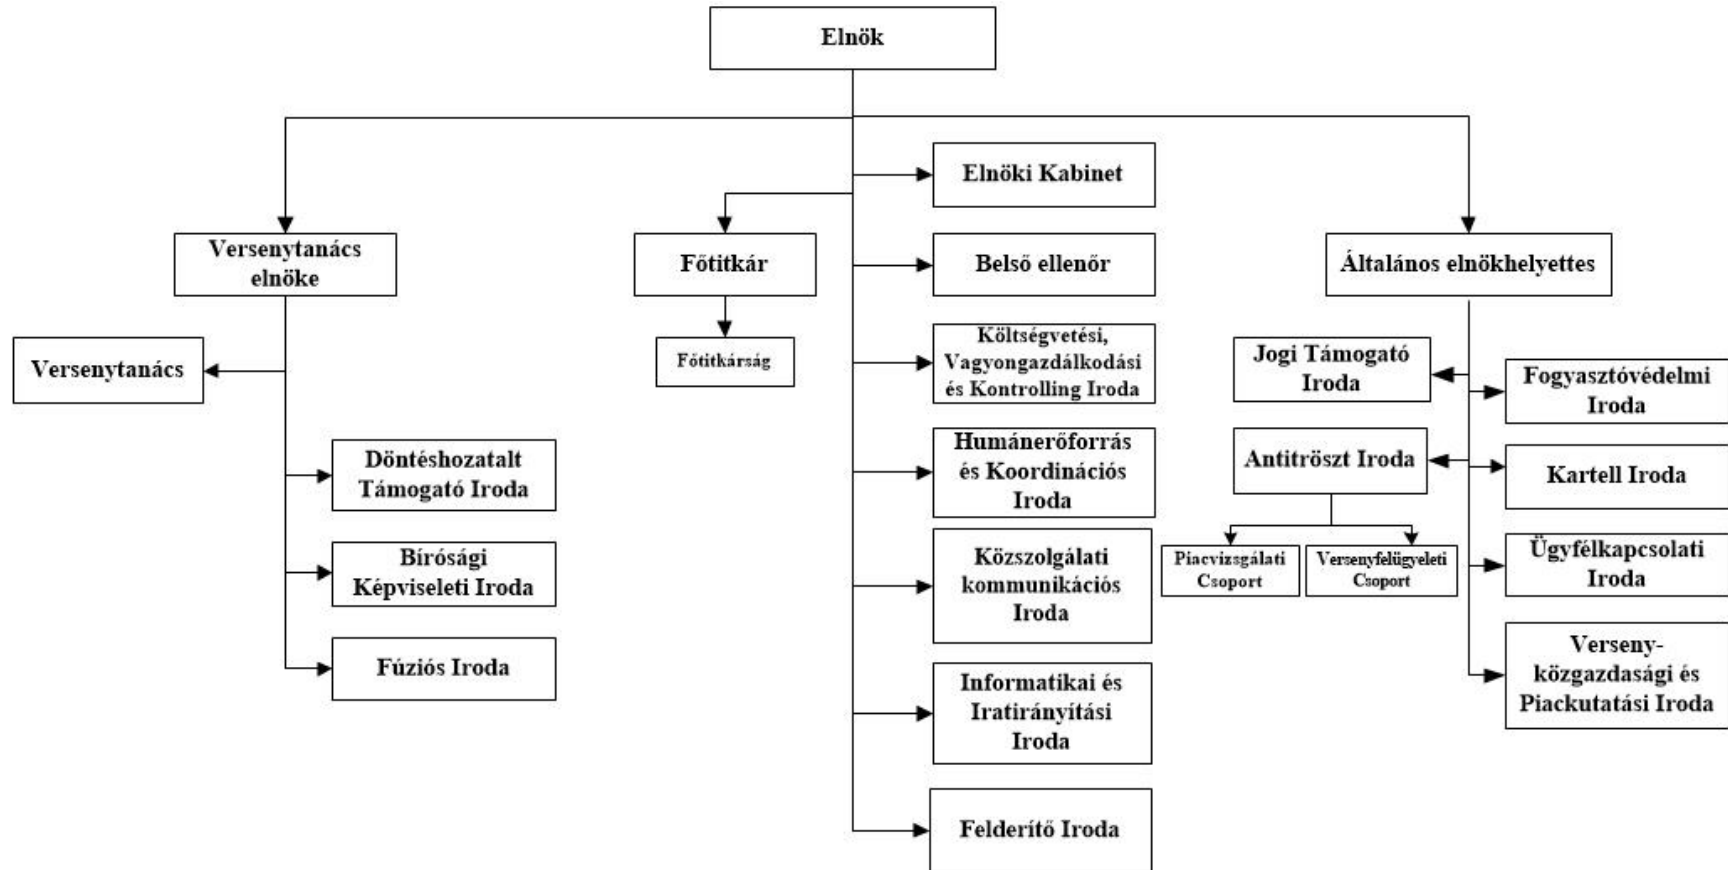 Elnök
Elnöki Kabinet
Versenytanács
elnöke
Főtitkár
Belső ellenőr
Általános elnökhelyettes
Versenytanács
Főtitkárság
Költségvetési,
Vagyongazdálkodási
és Kontrolling Iroda
Jogi Támogató
Iroda
Fogyasztóvédelmi
Iroda
Döntéshozatalt
Támogató Iroda
Humánerőforrás
és Koordinációs
Iroda
Antitröszt Iroda
Kartell Iroda
Bírósági
Képviseleti Iroda
Közszolgálati
kommunikációs
Iroda
Piacvizsgálati
Csoport
Versenyfelügyeleti
Csoport
Ügyfélkapcsolati
Iroda
Fúziós Iroda
Informatikai és
Iratirányítási
Iroda
Verseny-
közgazdasági és
Piackutatási Iroda
Felderítő Iroda